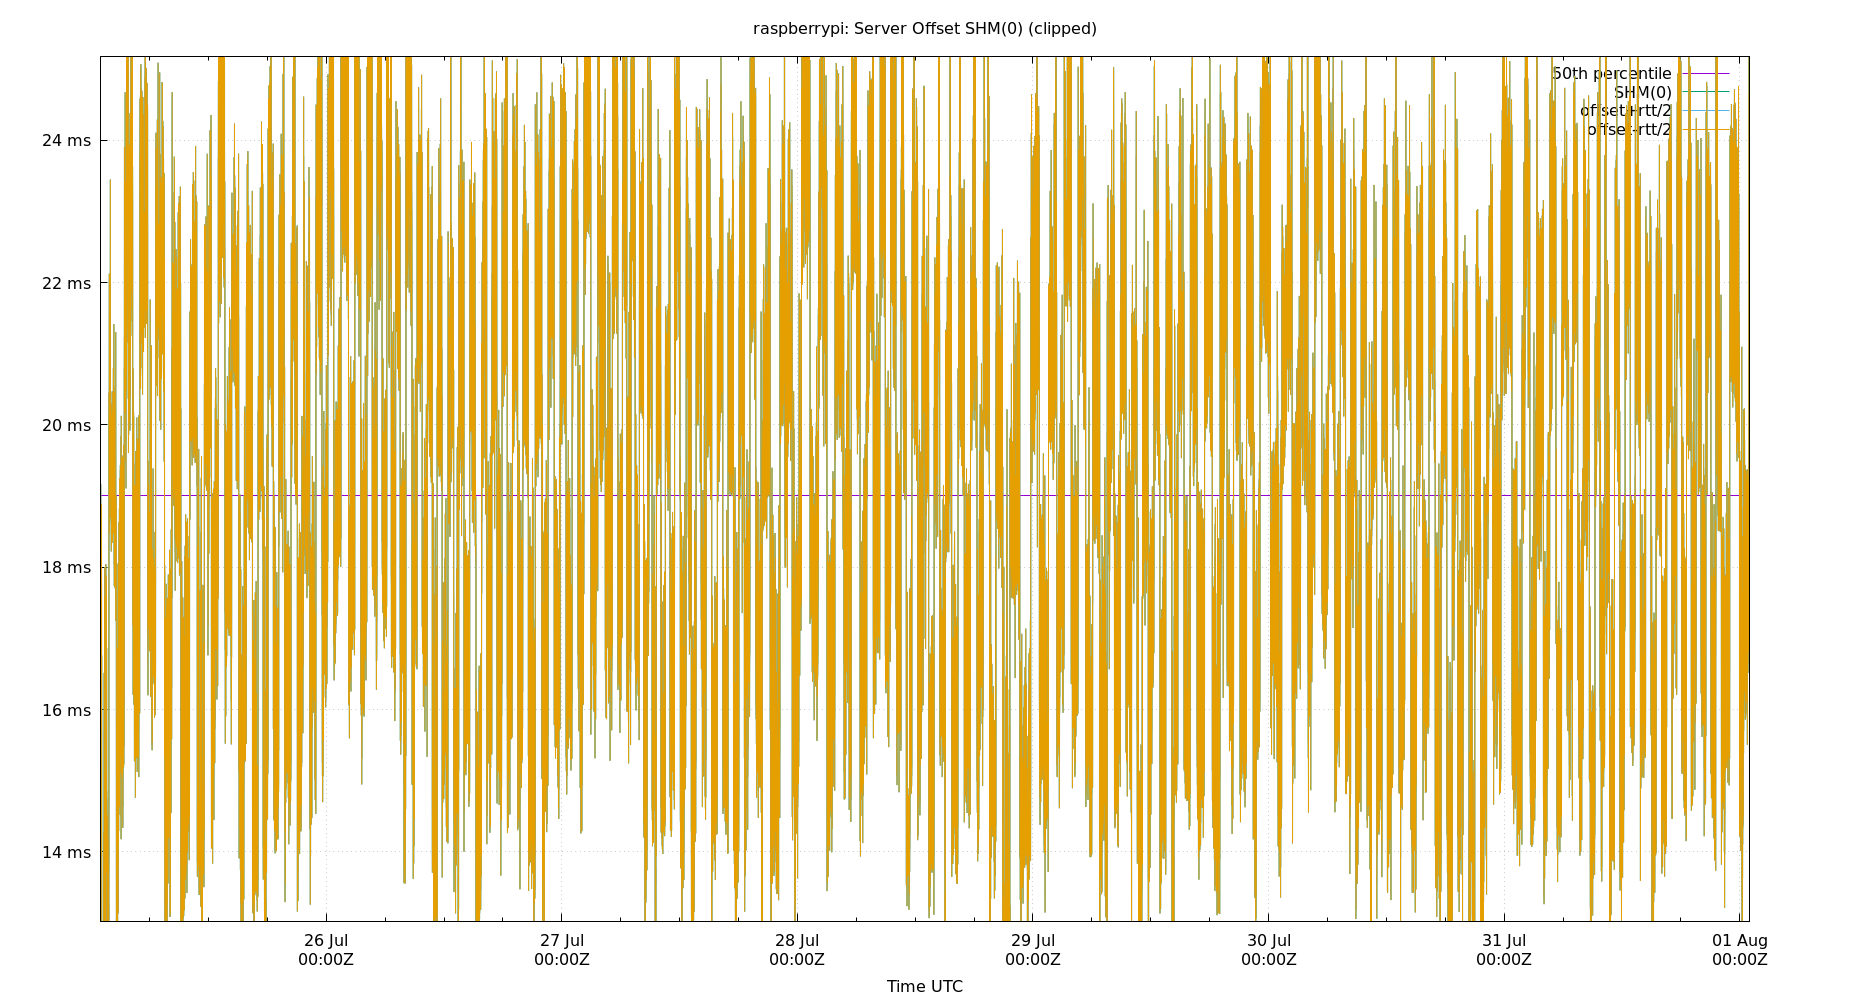 raspberrypi: Server Offset SHM(0) (clipped)
50th percentile
SHM(0)
offset+rtt/2
offset-rtt/2
24 ms
22 ms
20 ms
18 ms
16 ms
14 ms
26 Jul 27 Jul 28 Jul 29 Jul 30 Jul 31 Jul 01 Aug
00:00Z 00:00Z 00:00Z 00:00Z 00:00Z 00:00Z 00:00Z
Time UTC